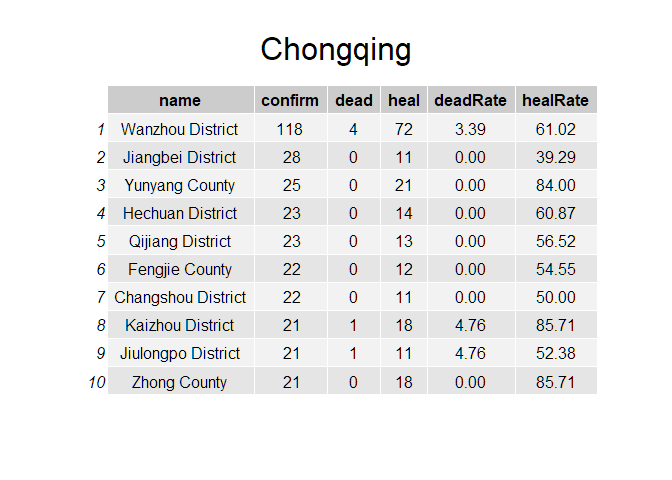 Chongqing
name confirm dead heal deadRate healRate
1 Wanzhou District 118 4 72 3.39 61.02
2 Jiangbei District 28 0 11 0.00 39.29
3 Yunyang County 25 0 21 0.00 84.00
4 Hechuan District 23 0 14 0.00 60.87
5 Qijiang District 23 0 13 0.00 56.52
6 Fengjie County 22 0 12 0.00 54.55
7 Changshou District 22 0 11 0.00 50.00
8 Kaizhou District 21 1 18 4.76 85.71
9 Jiulongpo District 21 1 11 4.76 52.38
10 Zhong County 21 0 18 0.00 85.71